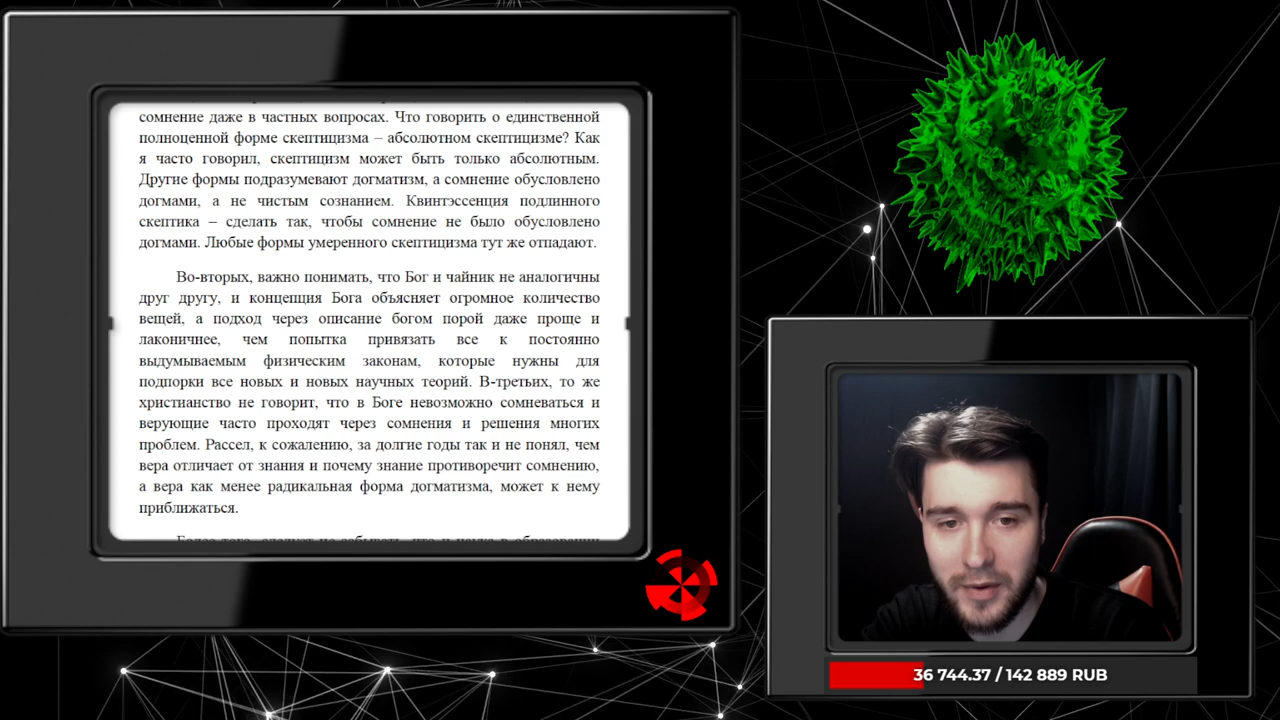 сомнение даже в частных вопросах. Что говорить о единственной
полноценной форме скептицизма – абсолютном скептицизме? Как
я часто говорил, скептицизм может быть только абсолютным.
Другие формы подразумевают догматизм, а сомнение обусловлено
догмами, а не чистым сознанием. Квинтэссенция подлинного
скептика – сделать так, чтобы сомнение не было обусловлено
догмами. Любые формы умеренного скептицизма тут же отпадают.
Во-вторых, важно понимать, что Бог и чайник не аналогичны
друг другу, и концепция Бога объясняет огромное количество
вещей, а подход через описание богом порой даже проще и
лаконичнее, чем попытка привязать все к постоянно
выдумываемым физическим законам, которые нужны для
подпорки все новых и новых научных теорий. В-третьих, то же
христианство не говорит, что в Боге невозможно сомневаться и
верующие часто проходят через сомнения и решения многих
проблем. Рассел, к сожалению, за долгие годы так и не понял, чем
вера отличает от знания и почему знание противоречит сомнению,
а вера как менее радикальная форма догматизма, может к нему
приближаться.
36 744.37 / 142 889 RUB